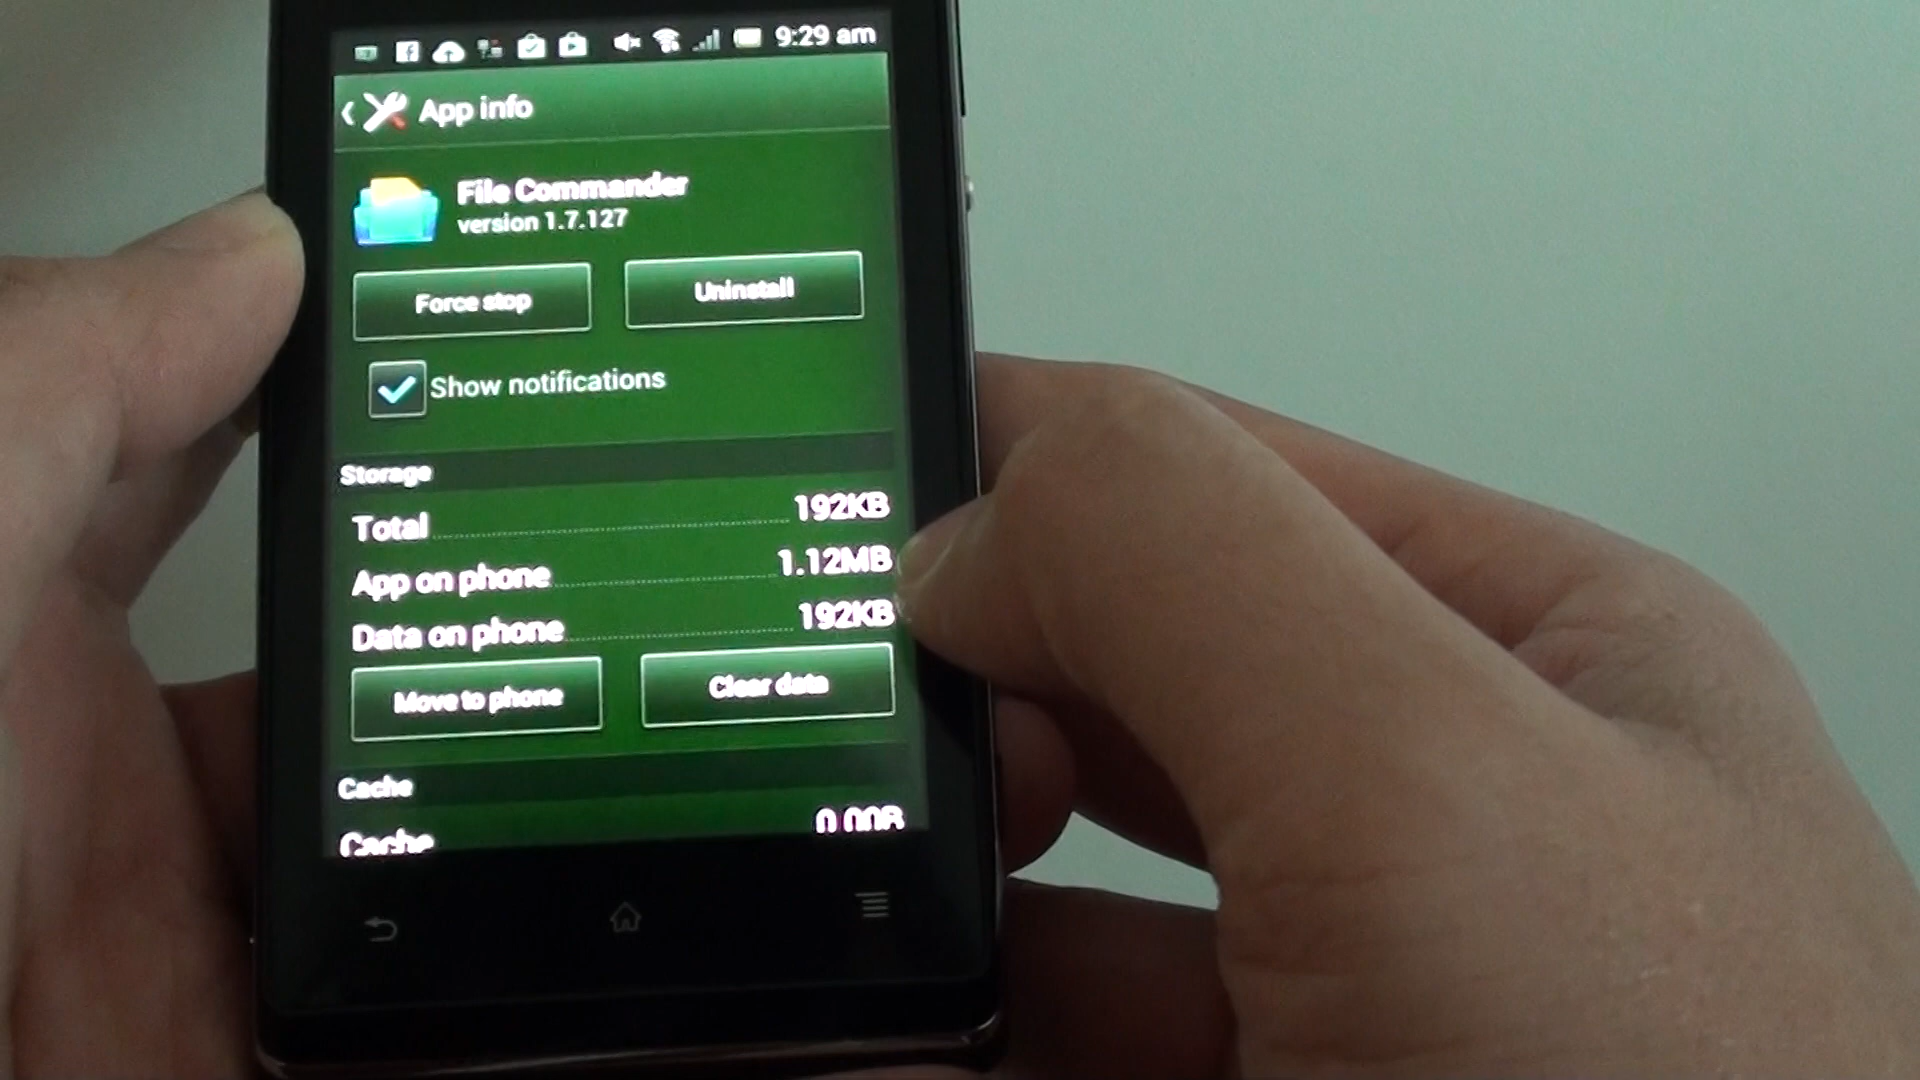 9:29 am
App info
File Commander
version 1.7.127
Force stop
Uninstall
Show notifications
Storage
Total 192KB
App on phone 1.12MB
Data on phone 192KB
Move to phone
Clear data
Cache
Cache 0.00B